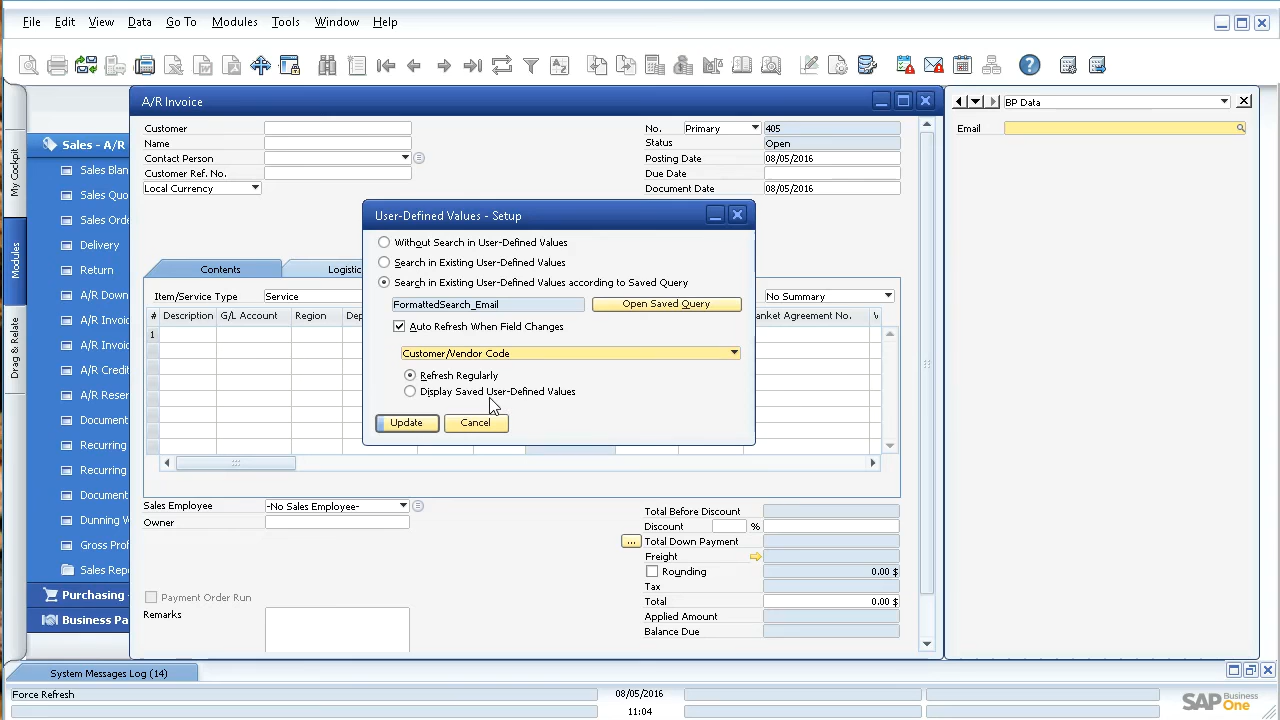 File Edit View Data Go To Modules Tools Window Help
A/R Invoice
BP Data
Customer
No. Primary 405
Email
Name
Status Open
Contact Person
Posting Date 08/05/2016
Customer Ref. No.
Due Date
Local Currency
Document Date 08/05/2016
My Cockpit
Modules
Drag & Relate
Sales - A/R
Sales Blan
Sales Quo
Sales Orde
Delivery
Return
A/R Down
A/R Invoic
A/R Invoic
A/R Credit
A/R Reser
Document
Recurring
Recurring
Document
Dunning W
Gross Prof
Sales Repo
Purchasing -
Business Pa
User-Defined Values - Setup
Without Search in User-Defined Values
Search in Existing User-Defined Values
Search in Existing User-Defined Values according to Saved Query
FormattedSearch_Email Open Saved Query
Auto Refresh When Field Changes
Customer/Vendor Code
Refresh Regularly
Display Saved User-Defined Values
Update Cancel
Contents Logistic
Item/Service Type Service No Summary
# Description G/L Account Region Dep ket Agreement No.
1
Sales Employee -No Sales Employee-
Owner
Total Before Discount
Discount %
... Total Down Payment
Freight
Rounding 0.00 $
Tax
Payment Order Run
Total 0.00 $
Remarks
Applied Amount
Balance Due
System Messages Log (14)
Force Refresh 08/05/2016
11:04
SAP Business One